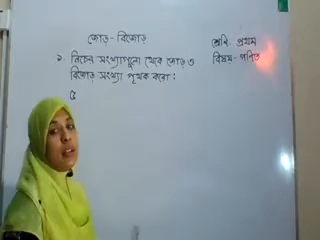 জোড় - বিজোড়
শ্রেণি- প্রথম
বিষয়- গণিত
১. নিচের সংখ্যাগুলো থেকে জোড় ও
বিজোড় সংখ্যা পৃথক করো :
৫